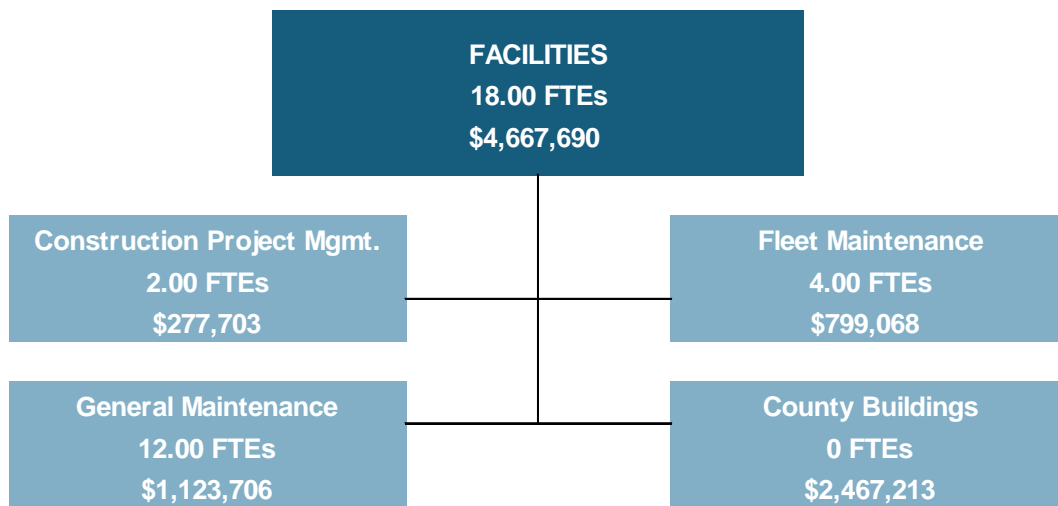 FACILITIES
18.00 FTEs
$4,667,690
Construction Project Mgmt.
2.00 FTEs
$277,703
Fleet Maintenance
4.00 FTEs
$799,068
General Maintenance
12.00 FTEs
$1,123,706
County Buildings
0 FTEs
$2,467,213